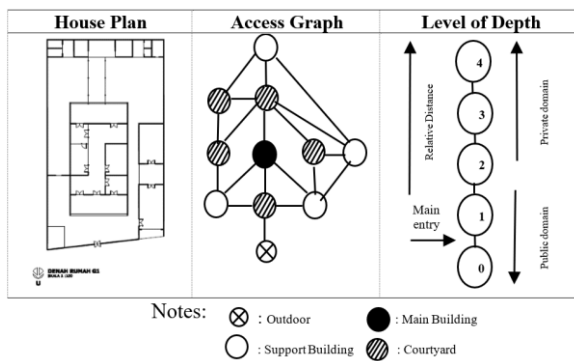 House Plan
Access Graph
Level of Depth
DENAH RUMAH G2
U
Relative Distance
Main entry
4
3
2
1
0
Private domain
Public domain
Notes:
: Outdoor
: Main Building
: Support Building
: Courtyard